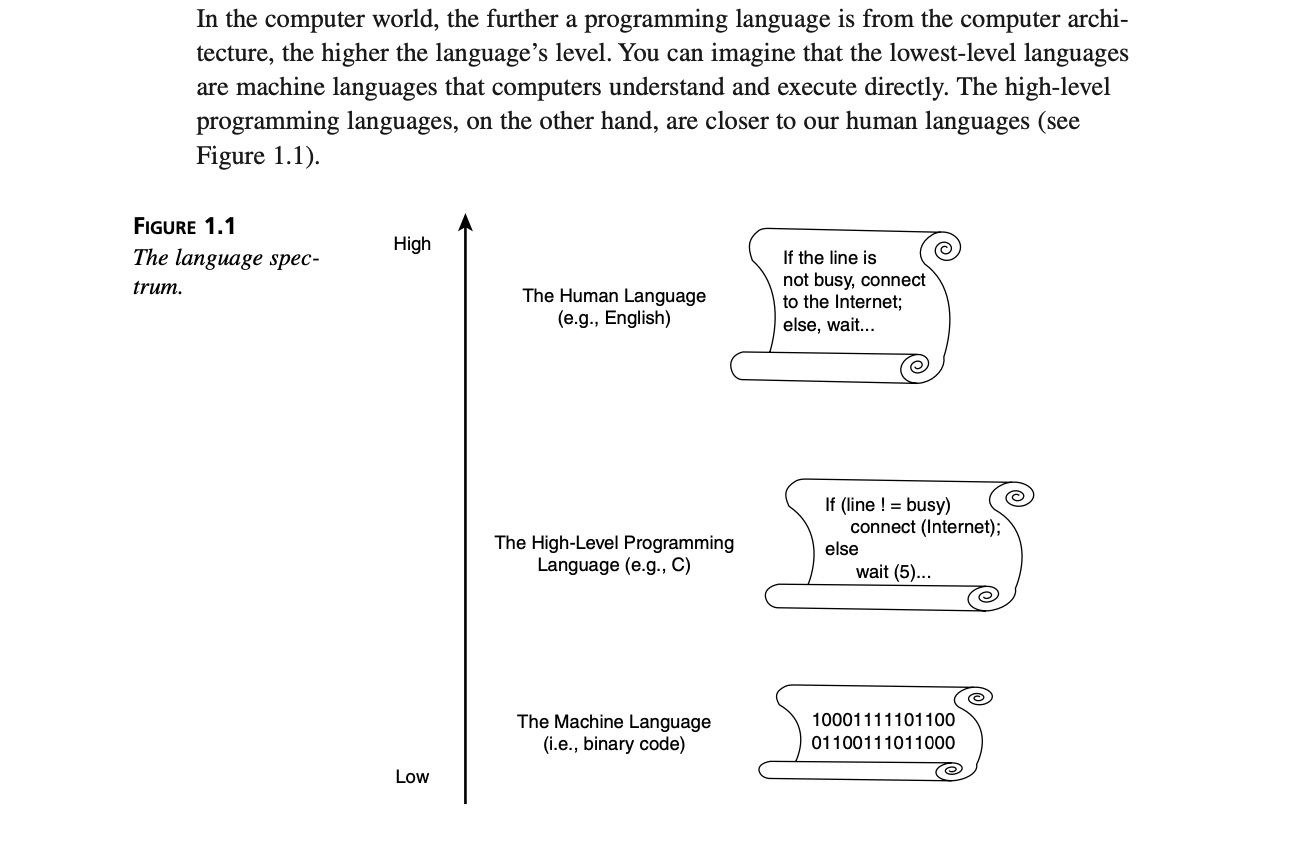 In the computer world, the further a programming language is from the computer archi-
tecture, the higher the language’s level. You can imagine that the lowest-level languages
are machine languages that computers understand and execute directly. The high-level
programming languages, on the other hand, are closer to our human languages (see
Figure 1.1).
FIGURE 1.1
The language spec-
trum.
High
The Human Language
(e.g., English)
If the line is
not busy, connect
to the Internet;
else, wait...
The High-Level Programming
Language (e.g., C)
If (line ! = busy)
connect (Internet);
else
wait (5)...
The Machine Language
(i.e., binary code)
10001111101100
01100111011000
Low